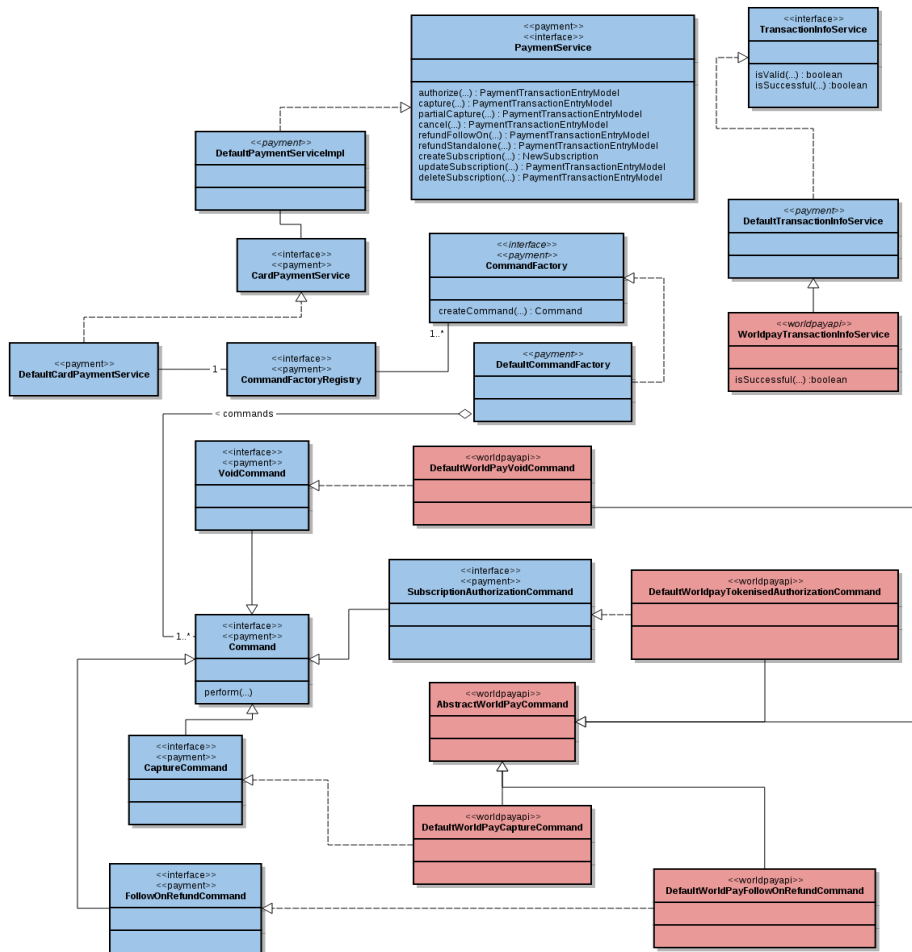 <<payment>>
<<interface>>
PaymentService
authorize(...) : PaymentTransactionEntryModel
capture(...) : PaymentTransactionEntryModel
partialCapture(...) : PaymentTransactionEntryModel
cancel(...) : PaymentTransactionEntryModel
refundFollowOn(...) : PaymentTransactionEntryModel
refundStandalone(...) : PaymentTransactionEntryModel
createSubscription(...) : NewSubscription
updateSubscription(...) : PaymentTransactionEntryModel
deleteSubscription(...) : PaymentTransactionEntryModel
<<interface>>
TransactionInfoService
isValid(...) : boolean
isSuccessful(...) :boolean
<<payment>>
DefaultPaymentServiceImpl
<<payment>>
DefaultTransactionInfoService
<<interface>>
<<payment>>
CardPaymentService
<<interface>>
<<payment>>
CommandFactory
createCommand(...) : Command
1..*
<<worldpayapi>>
WorldpayTransactionInfoService
isSuccessful(...) :boolean
<<payment>>
DefaultCardPaymentService
1
<<interface>>
<<payment>>
CommandFactoryRegistry
<<payment>>
DefaultCommandFactory
< commands
<<interface>>
<<payment>>
VoidCommand
<<worldpayapi>>
DefaultWorldPayVoidCommand
<<interface>>
<<payment>>
SubscriptionAuthorizationCommand
<<worldpayapi>>
DefaultWorldpayTokenisedAuthorizationCommand
1..*
<<interface>>
<<payment>>
Command
perform(...)
<<worldpayapi>>
AbstractWorldPayCommand
<<interface>>
<<payment>>
CaptureCommand
<<worldpayapi>>
DefaultWorldPayCaptureCommand
<<interface>>
<<payment>>
FollowOnRefundCommand
<<worldpayapi>>
DefaultWorldPayFollowOnRefundCommand